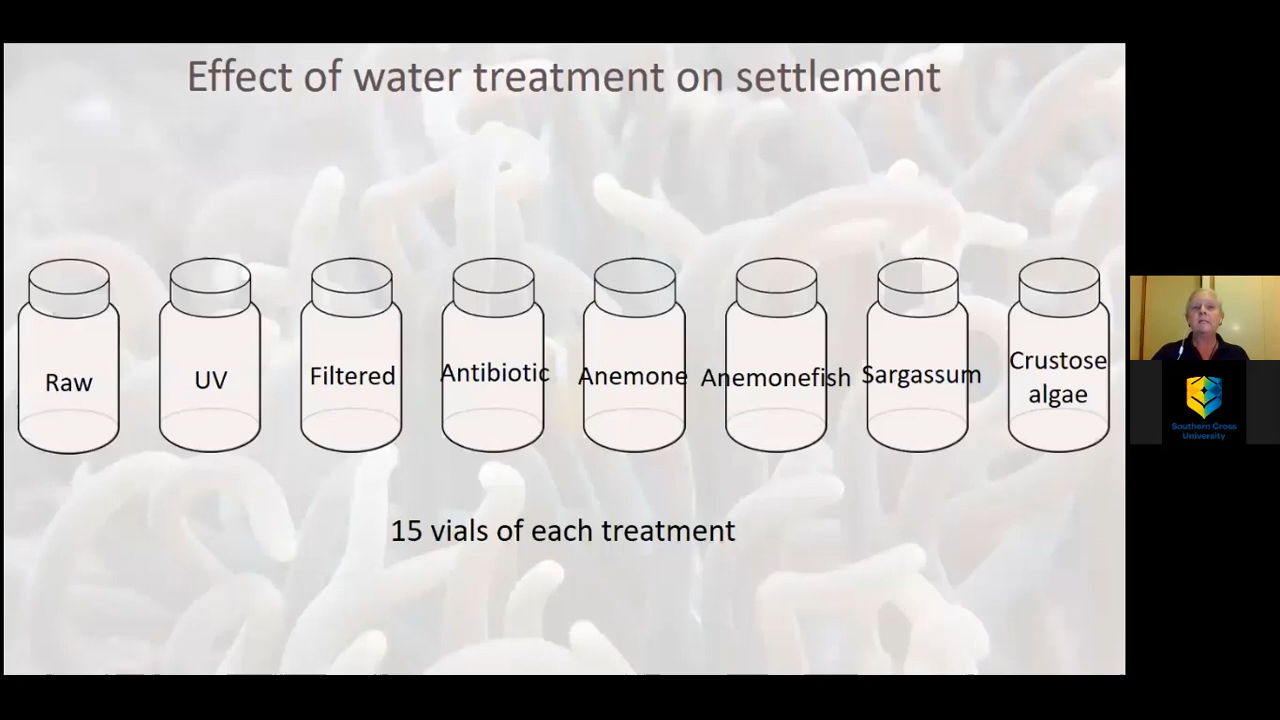 Effect of water treatment on settlement
Raw
UV
Filtered
Antibiotic
Anemone
Anemonefish
Sargassum
Crustose
algae
15 vials of each treatment
Southern Cross
University